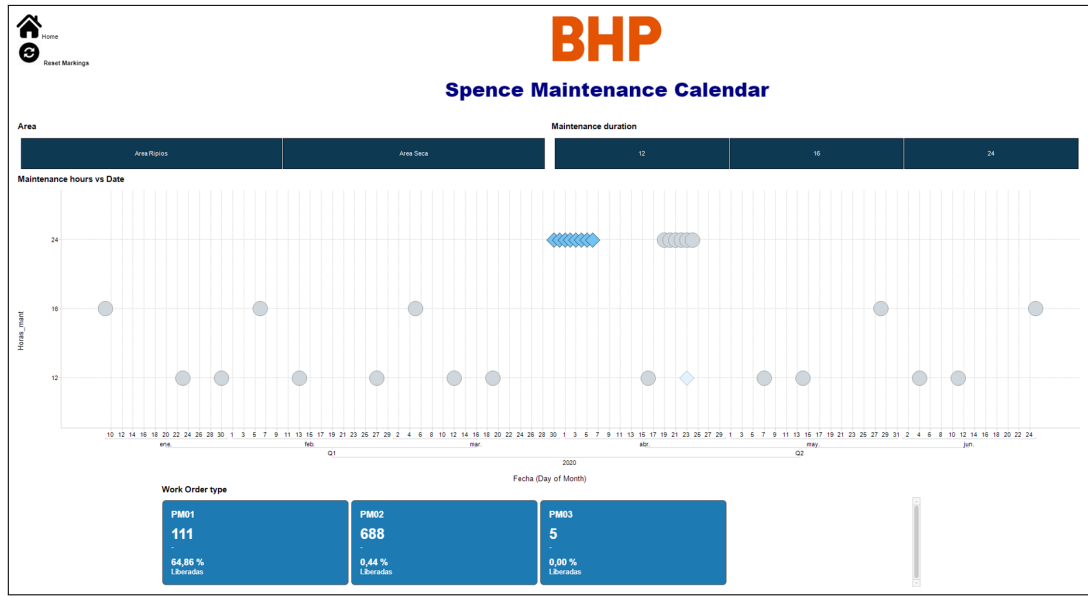 Home
BHP
Reset Markings
Spence Maintenance Calendar
Area
Maintenance duration
Area Ripios
Area Seca
12
16
24
Maintenance hours vs Date
24
16
12
Horas_mant
10 12 14 16 18 20 22 24 26 28 30 1 3 5 7 9 11 13 15 17 19 21 23 25 27 29 2 4 6 8 10 12 14 16 18 20 22 24 26 28 30 1 3 5 7 9 11 13 15 17 19 21 23 25 27 29 1 3 5 7 9 11 13 15 17 19 21 23 25 27 29 31 2 4 6 8 10 12 14 16 18 20 22 24
ene. feb. mar. abr. may. jun.
Q1 Q2
2020
Fecha (Day of Month)
Work Order type
PM01
111
-
64,86 %
Liberadas
PM02
688
-
0,44 %
Liberadas
PM03
5
-
0,00 %
Liberadas